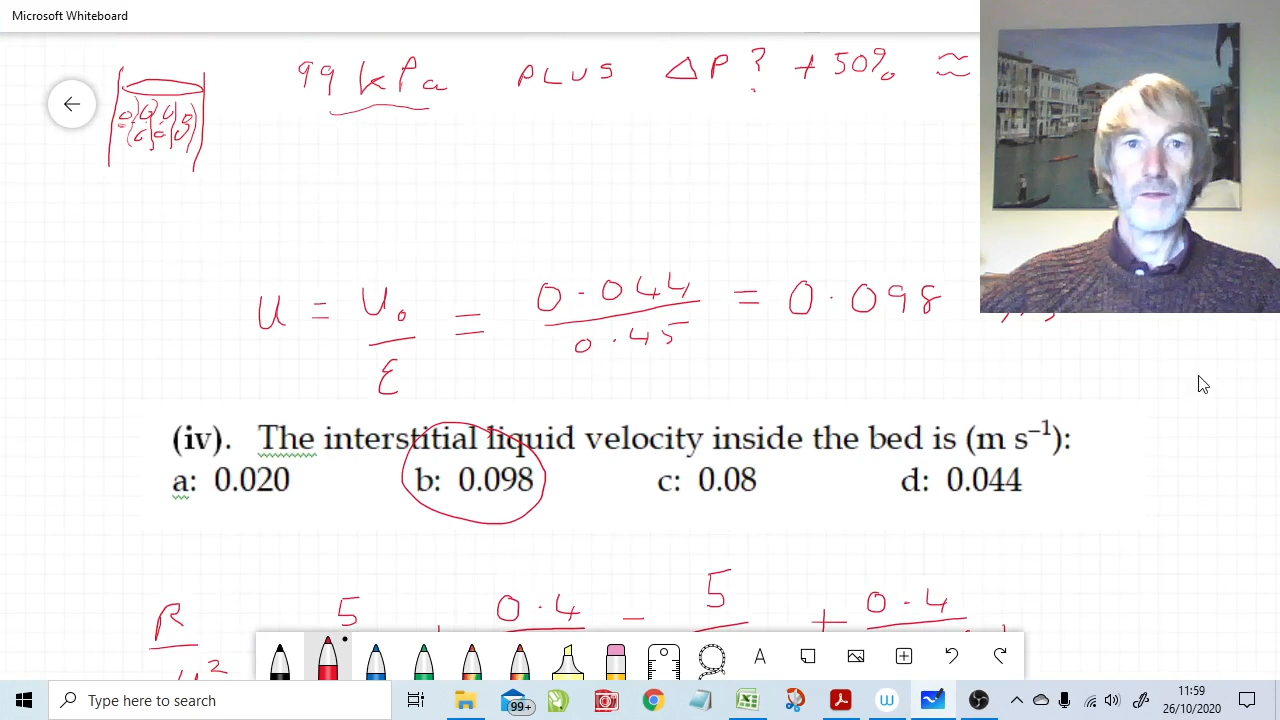 Microsoft Whiteboard
99 kPa PLUS ΔP ? + 50% ≈
u = u₀ / ε = 0.044 / 0.45 = 0.098
(iv). The interstitial liquid velocity inside the bed is (m s⁻¹):
a: 0.020 b: 0.098 c: 0.08 d: 0.044
R 5 0.4 - 5 + 0.4
u²
A
99+
W
Type here to search
11:59
26/10/2020